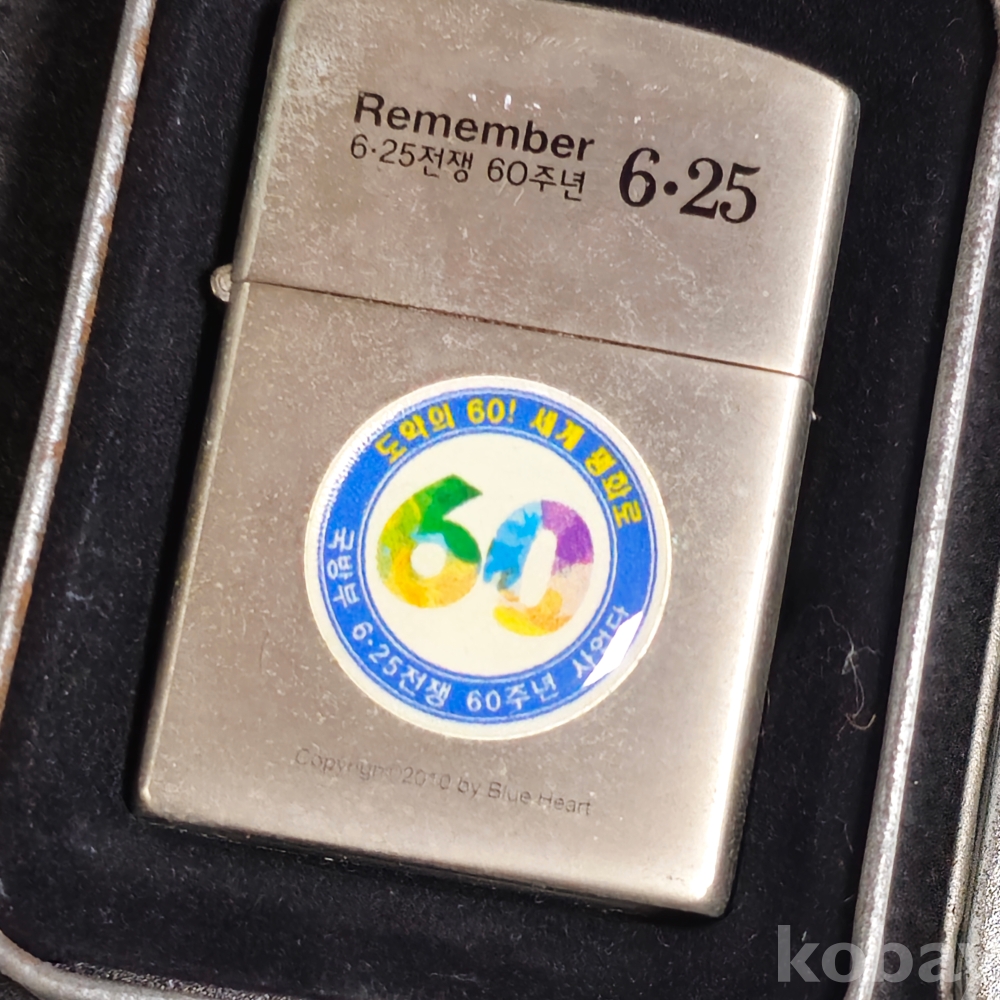 Remember
6·25전쟁 60주년
6·25
도약의 60! 세계 평화로
60
6·25전쟁 60주년
Copyright©2010 by Blue Heart
kobay